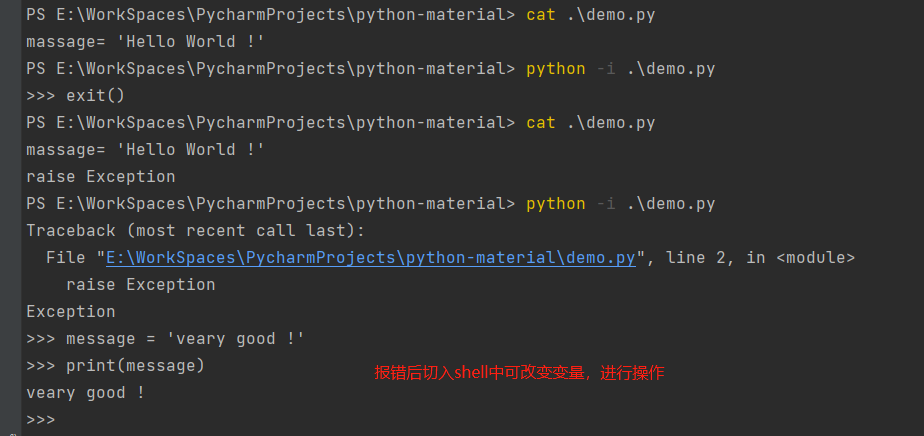 PS E:\WorkSpaces\PycharmProjects\python-material> cat .\demo.py
massage= 'Hello World !'
PS E:\WorkSpaces\PycharmProjects\python-material> python -i .\demo.py
>>> exit()
PS E:\WorkSpaces\PycharmProjects\python-material> cat .\demo.py
massage= 'Hello World !'
raise Exception
PS E:\WorkSpaces\PycharmProjects\python-material> python -i .\demo.py
Traceback (most recent call last):
  File "E:\WorkSpaces\PycharmProjects\python-material\demo.py", line 2, in <module>
    raise Exception
Exception
>>> message = 'veary good !'
>>> print(message)
报错后切入shell中可改变变量，进行操作
veary good !
>>>